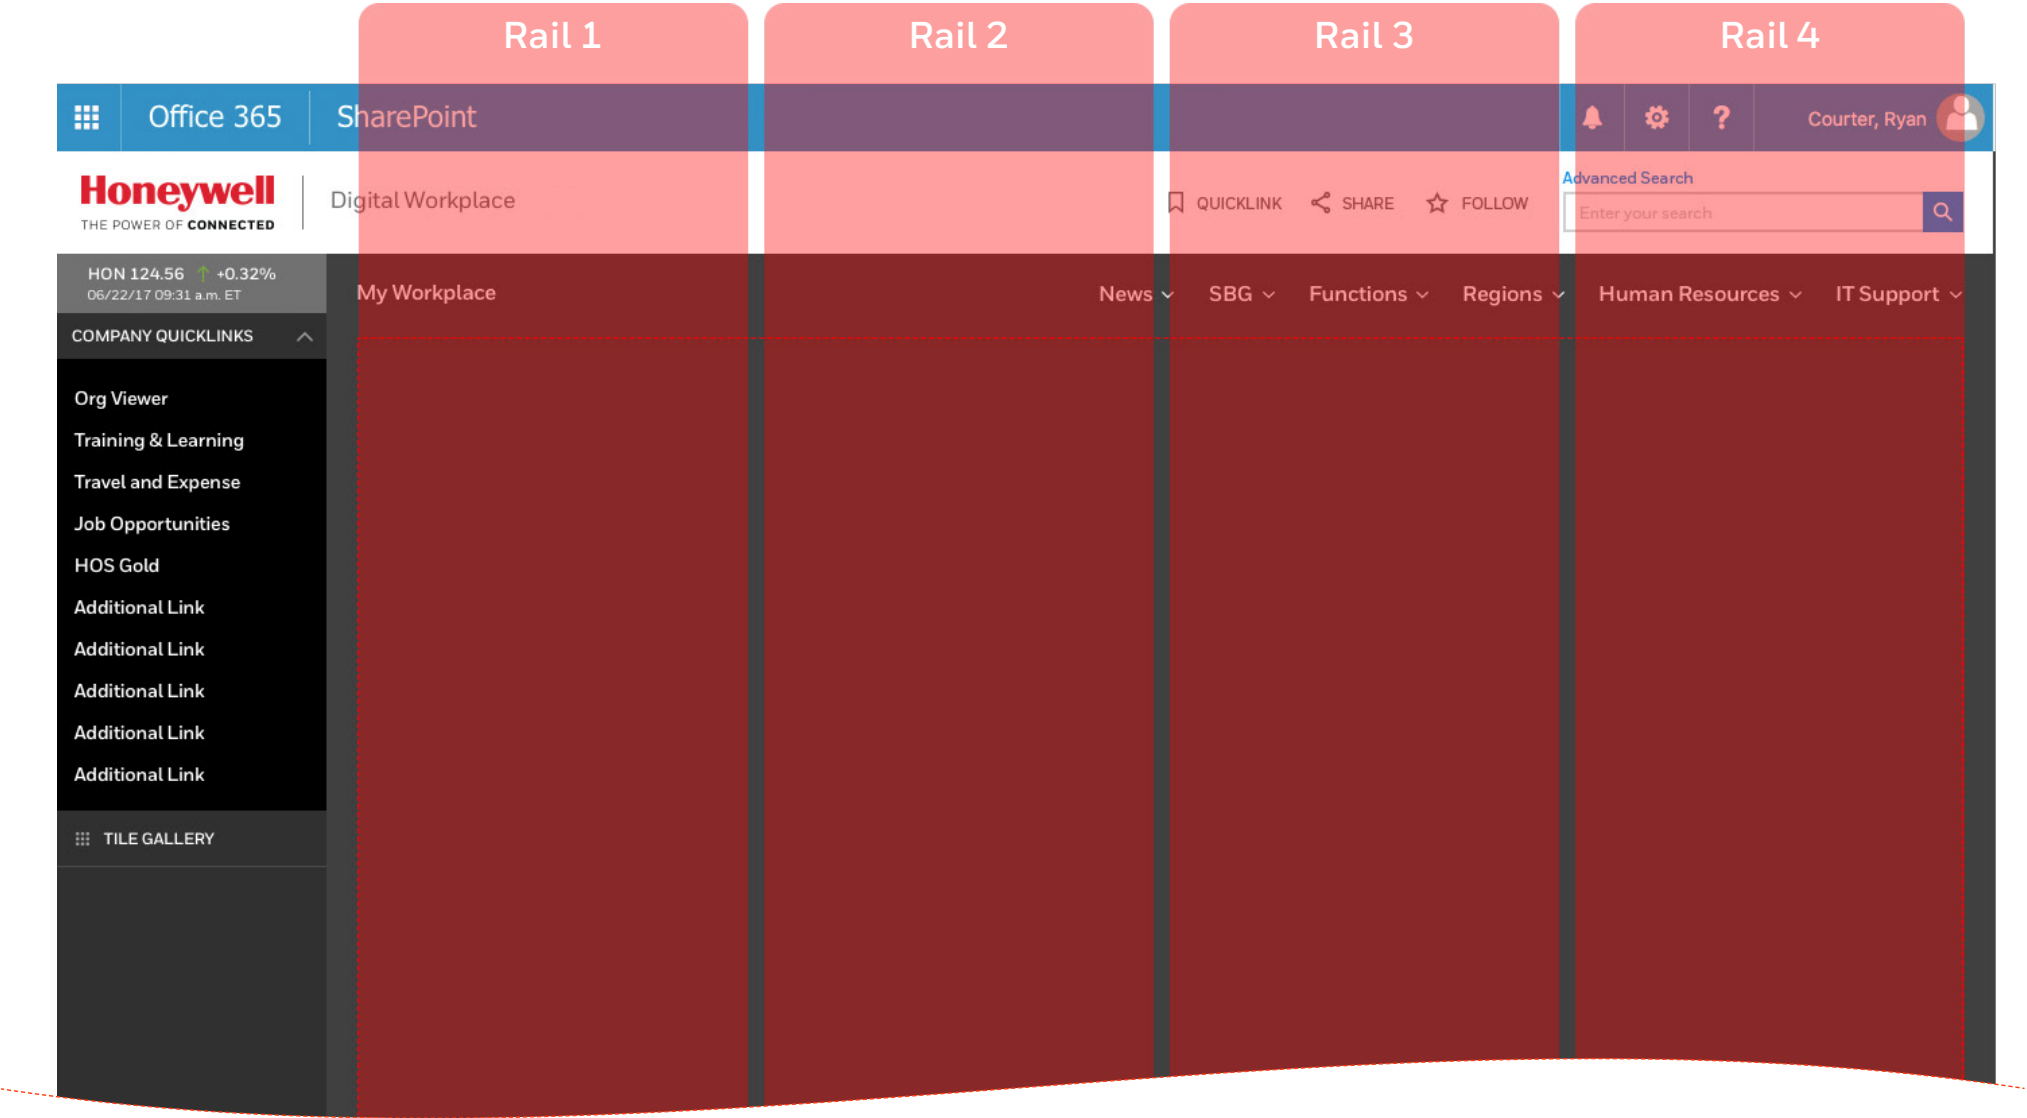 Rail 1 Rail 2 Rail 3 Rail 4
Office 365 SharePoint ? Courter, Ryan
Honeywell
THE POWER OF CONNECTED
Digital Workplace
QUICKLINK SHARE FOLLOW
Advanced Search
Enter your search
HON 124.56 ↑ +0.32%
06/22/17 09:31 a.m. ET
My Workplace News SBG Functions Regions Human Resources IT Support
COMPANY QUICKLINKS
Org Viewer
Training & Learning
Travel and Expense
Job Opportunities
HOS Gold
Additional Link
Additional Link
Additional Link
Additional Link
Additional Link
TILE GALLERY